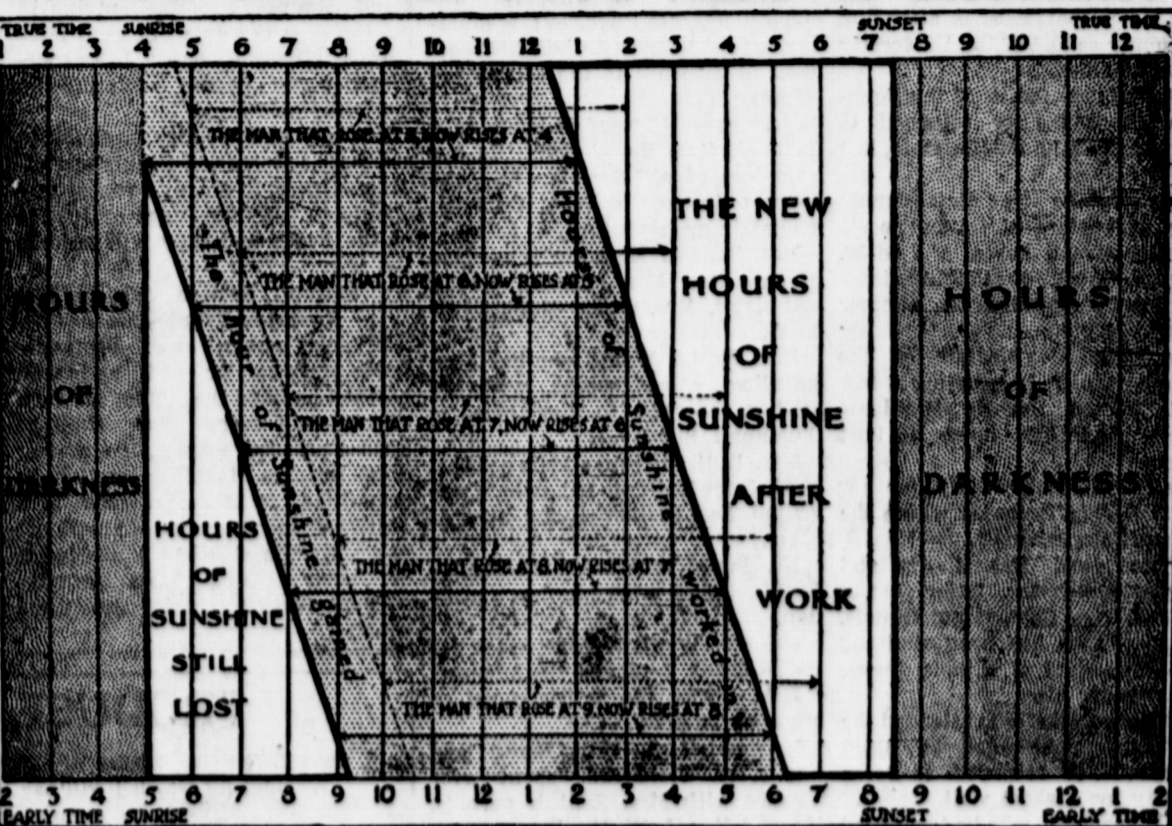 TRUE TIME SUNRISE SUNSET TRUE TIME
1 2 3 4 5 6 7 8 9 10 11 12 1 2 3 4 5 6 7 8 9 10 11 12
THE MAN THAT ROSE AT 5, NOW RISES AT 4
THE MAN THAT ROSE AT 6, NOW RISES AT 5
THE MAN THAT ROSE AT 7, NOW RISES AT 6
THE MAN THAT ROSE AT 8, NOW RISES AT 7
THE MAN THAT ROSE AT 9, NOW RISES AT 8
The hour of Sunshine gained
Hours of Sunshine worked
HOURS
OF
DARKNESS
HOURS
OF
SUNSHINE
STILL
LOST
THE NEW
HOURS
OF
SUNSHINE
AFTER
WORK
HOURS
OF
DARKNESS
2 3 4 5 6 7 8 9 10 11 12 1 2 3 4 5 6 7 8 9 10 11 12 1 2
EARLY TIME SUNRISE SUNSET EARLY TIME